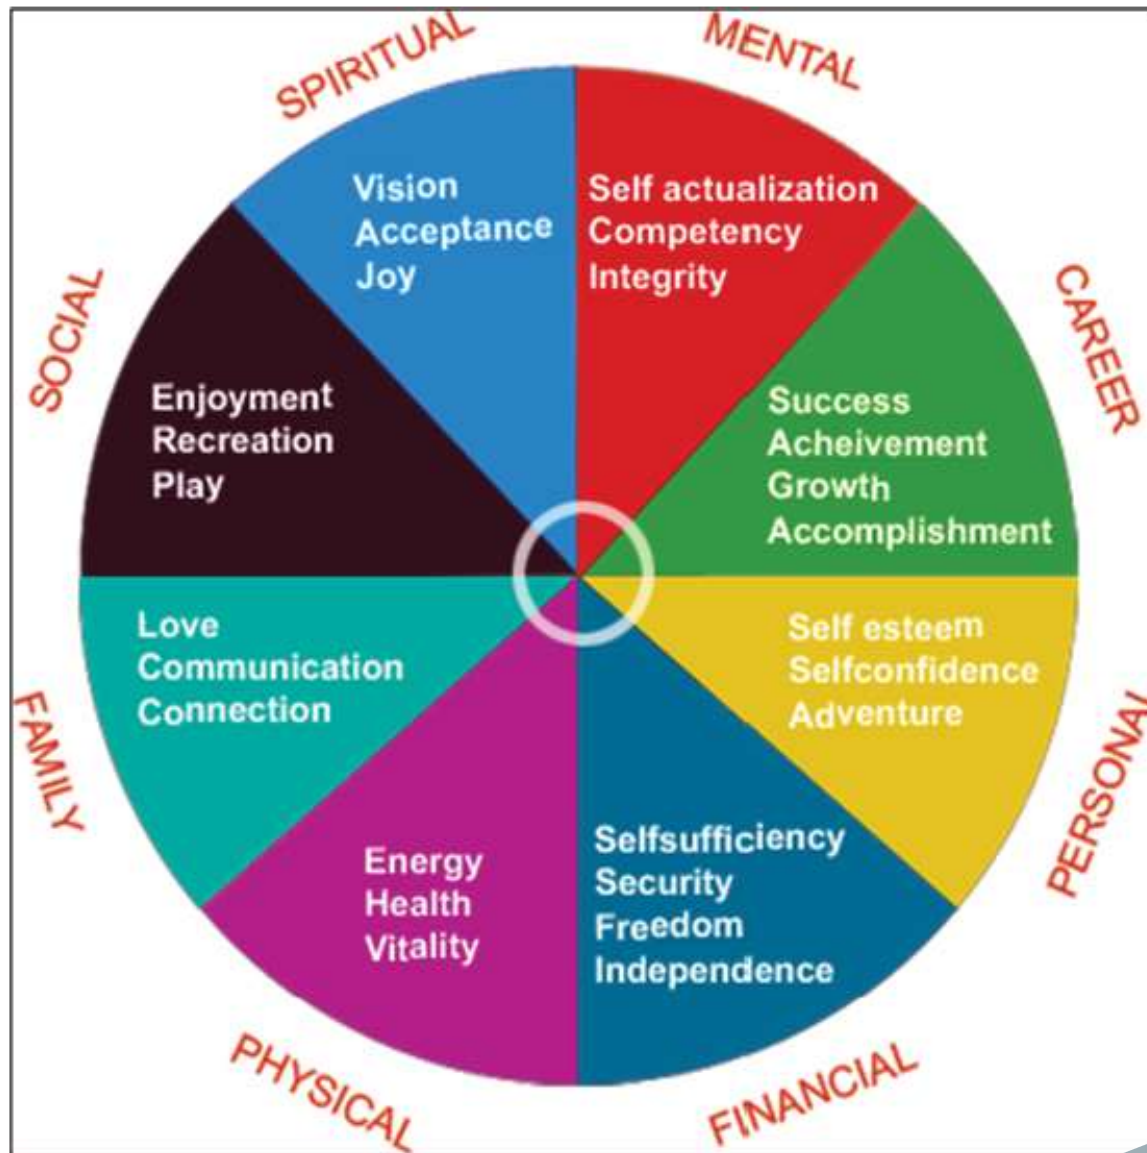 SPIRITUAL
MENTAL
Vision
Acceptance
Joy
Self actualization
Competency
Integrity
SOCIAL
CAREER
Enjoyment
Recreation
Play
Success
Acheivement
Growth
Accomplishment
FAMILY
PERSONAL
Love
Communication
Connection
Self esteem
Selfconfidence
Adventure
Energy
Health
Vitality
Selfsufficiency
Security
Freedom
Independence
PHYSICAL
FINANCIAL